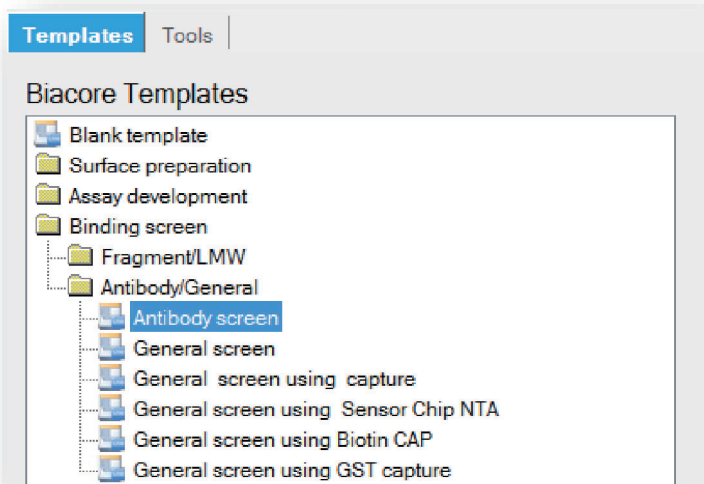 Templates Tools
Biacore Templates
Blank template
Surface preparation
Assay development
Binding screen
Fragment/LMW
Antibody/General
Antibody screen
General screen
General screen using capture
General screen using Sensor Chip NTA
General screen using Biotin CAP
General screen using GST capture